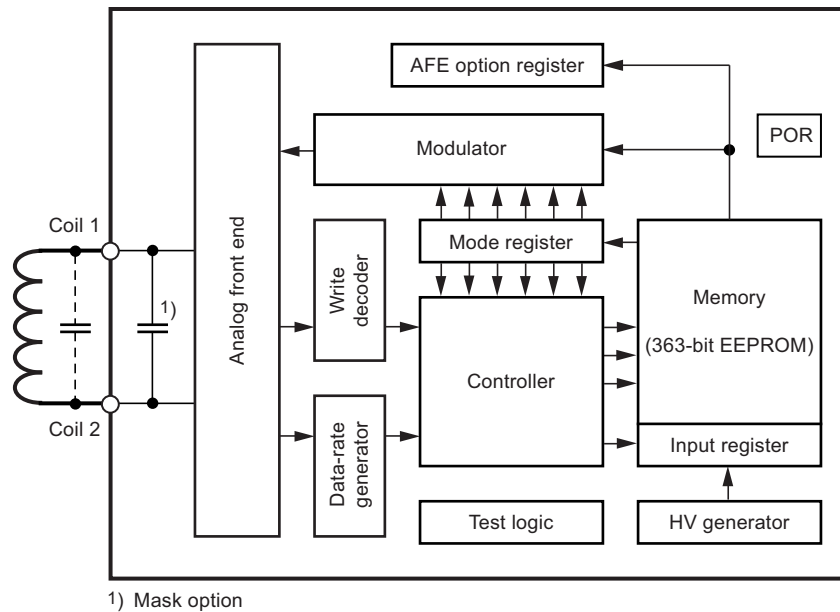 AFE option register
POR
Modulator
Coil 1
Mode register
Analog front end
Write
decoder
Memory
(363-bit EEPROM)
1)
Controller
Coil 2
Data-rate
generator
Input register
Test logic
HV generator
1) Mask option